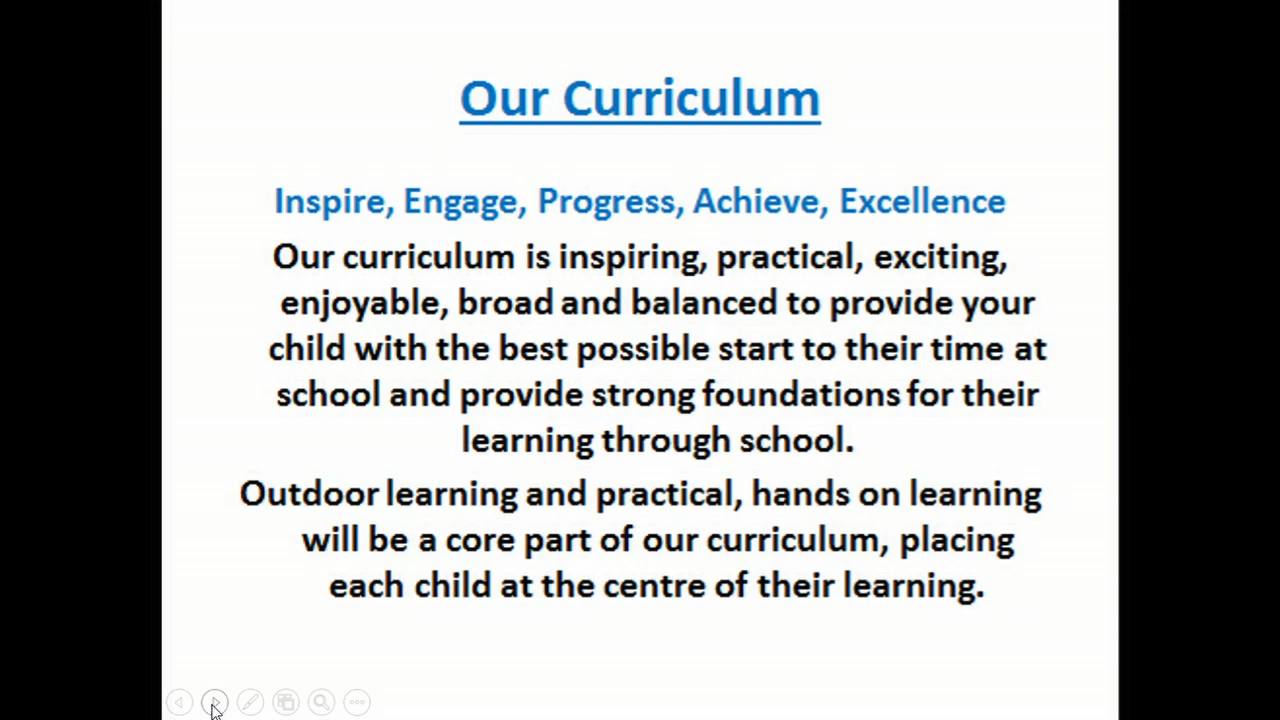 Our Curriculum
Inspire, Engage, Progress, Achieve, Excellence
Our curriculum is inspiring, practical, exciting,
enjoyable, broad and balanced to provide your
child with the best possible start to their time at
school and provide strong foundations for their
learning through school.
Outdoor learning and practical, hands on learning
will be a core part of our curriculum, placing
each child at the centre of their learning.